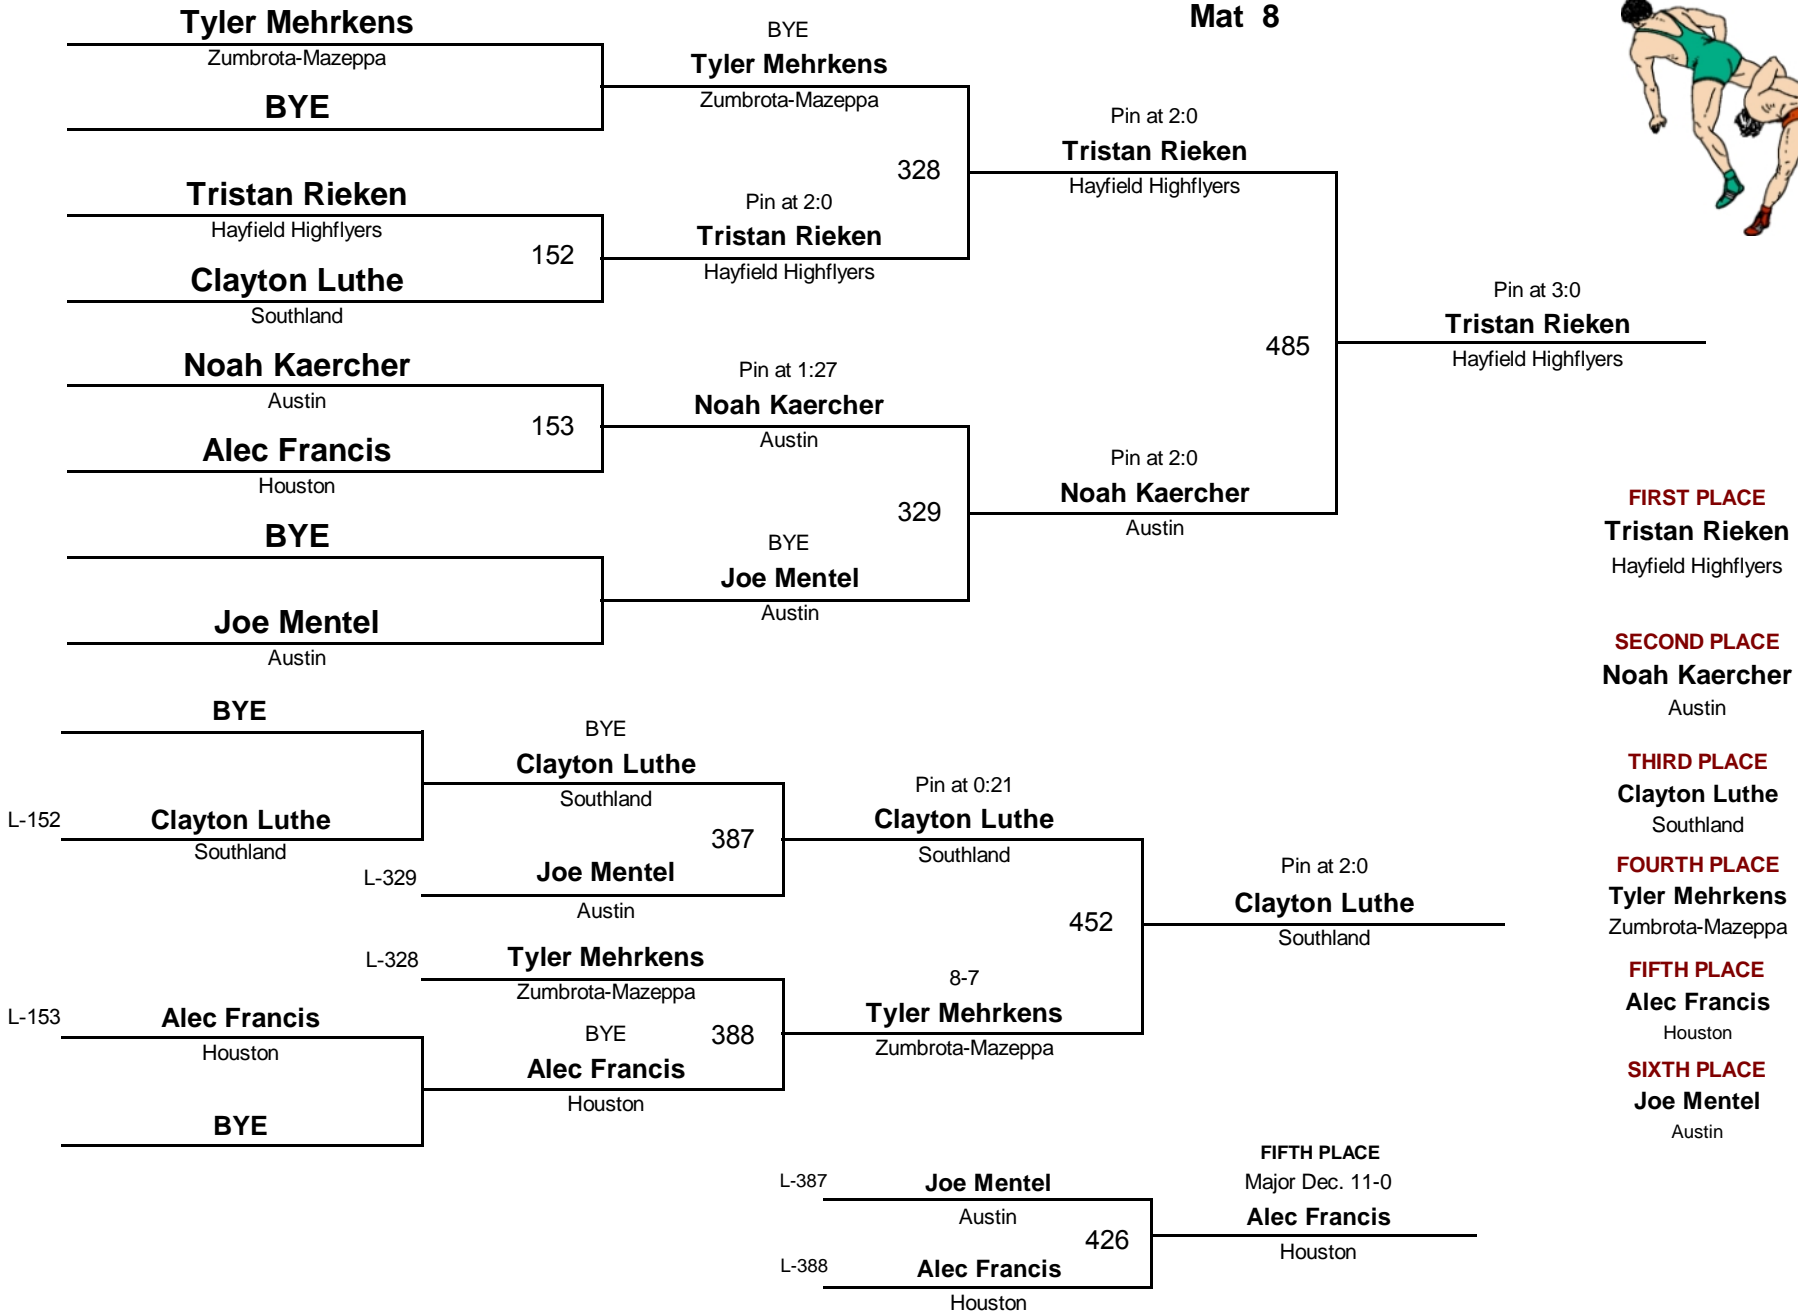 Mat 8
Tyler Mehrkens
Zumbrota-Mazeppa
BYE
BYE
Tyler Mehrkens
Zumbrota-Mazeppa
Tristan Rieken
Hayfield Highflyers
152
Clayton Luthe
Southland
Pin at 2:0
Tristan Rieken
Hayfield Highflyers
328
Pin at 2:0
Tristan Rieken
Hayfield Highflyers
Noah Kaercher
Austin
153
Alec Francis
Houston
Pin at 1:27
Noah Kaercher
Austin
BYE
Joe Mentel
Austin
BYE
Joe Mentel
Austin
329
Pin at 2:0
Noah Kaercher
Austin
485
Pin at 3:0
Tristan Rieken
Hayfield Highflyers
BYE
L-152
Clayton Luthe
Southland
BYE
Clayton Luthe
Southland
387
L-329
Joe Mentel
Austin
Pin at 0:21
Clayton Luthe
Southland
L-328
Tyler Mehrkens
Zumbrota-Mazeppa
L-153
Alec Francis
Houston
BYE
BYE
Alec Francis
Houston
388
8-7
Tyler Mehrkens
Zumbrota-Mazeppa
452
Pin at 2:0
Clayton Luthe
Southland
L-387
Joe Mentel
Austin
426
L-388
Alec Francis
Houston
FIFTH PLACE
Major Dec. 11-0
Alec Francis
Houston
FIRST PLACE
Tristan Rieken
Hayfield Highflyers
SECOND PLACE
Noah Kaercher
Austin
THIRD PLACE
Clayton Luthe
Southland
FOURTH PLACE
Tyler Mehrkens
Zumbrota-Mazeppa
FIFTH PLACE
Alec Francis
Houston
SIXTH PLACE
Joe Mentel
Austin